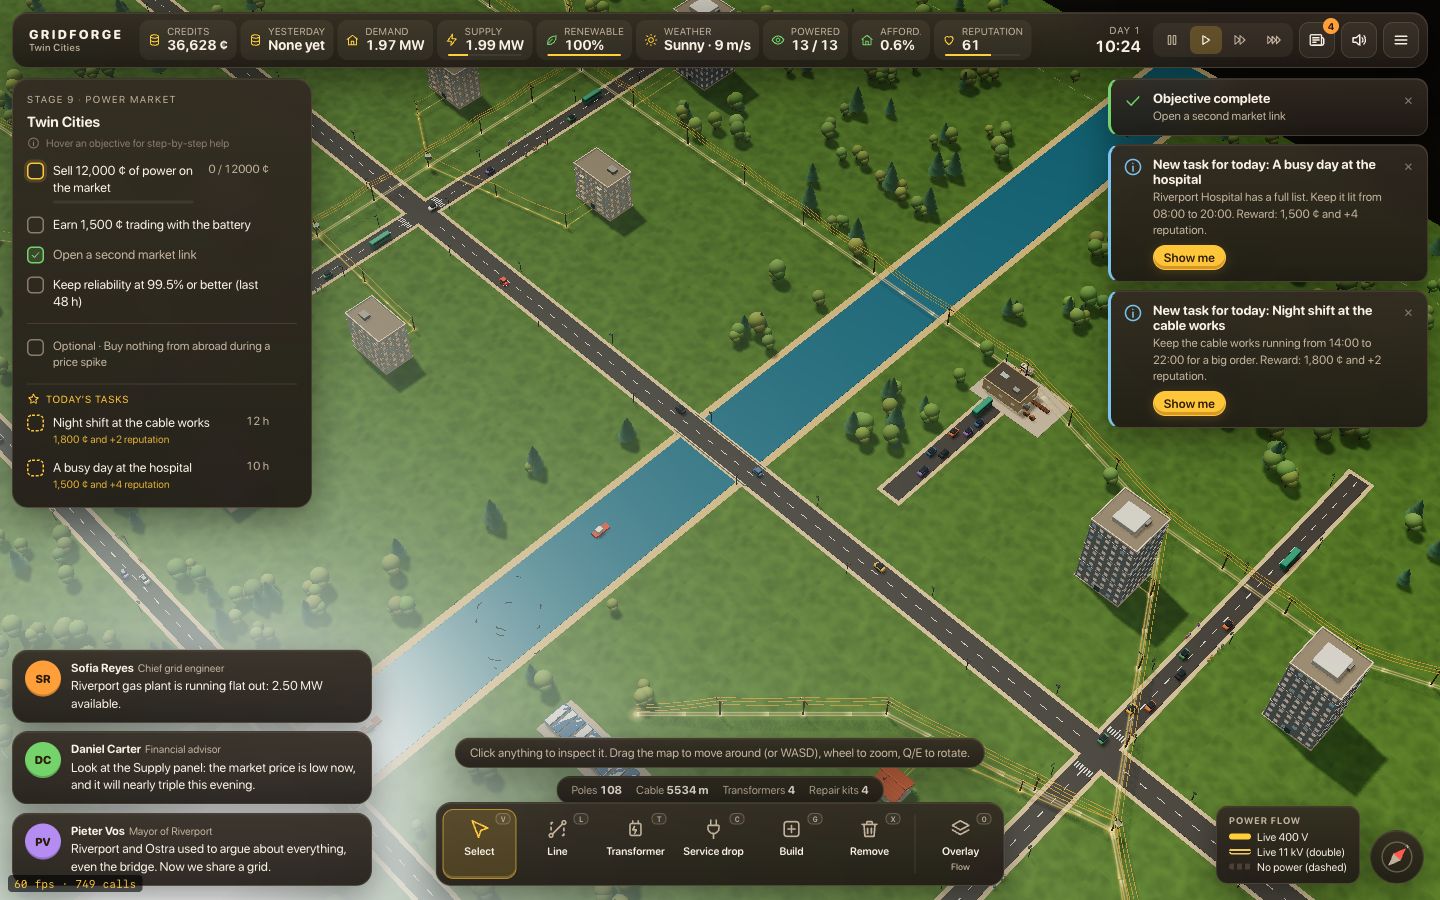 GRIDFORGE
Twin Cities
CREDITS
36,628 ¢
YESTERDAY
None yet
DEMAND
1.97 MW
SUPPLY
1.99 MW
RENEWABLE
100%
WEATHER
Sunny · 9 m/s
POWERED
13 / 13
AFFORD.
0.6%
REPUTATION
61
DAY 1
10:24
4
STAGE 9 · POWER MARKET
Twin Cities
Hover an objective for step-by-step help
Sell 12,000 ¢ of power on
the market
0 / 12000 ¢
Earn 1,500 ¢ trading with the battery
Open a second market link
Keep reliability at 99.5% or better (last
48 h)
Optional · Buy nothing from abroad during a
price spike
TODAY'S TASKS
Night shift at the cable works
12 h
1,800 ¢ and +2 reputation
A busy day at the hospital
10 h
1,500 ¢ and +4 reputation
Objective complete
Open a second market link
New task for today: A busy day at the
hospital
Riverport Hospital has a full list. Keep it lit from
08:00 to 20:00. Reward: 1,500 ¢ and +4
reputation.
Show me
New task for today: Night shift at the
cable works
Keep the cable works running from 14:00 to
22:00 for a big order. Reward: 1,800 ¢ and +2
reputation.
Show me
SR
Sofia Reyes Chief grid engineer
Riverport gas plant is running flat out: 2.50 MW
available.
DC
Daniel Carter Financial advisor
Look at the Supply panel: the market price is low now,
and it will nearly triple this evening.
PV
Pieter Vos Mayor of Riverport
Riverport and Ostra used to argue about everything,
even the bridge. Now we share a grid.
60 fps · 749 calls
Click anything to inspect it. Drag the map to move around (or WASD), wheel to zoom, Q/E to rotate.
Poles 108 Cable 5534 m Transformers 4 Repair kits 4
V
Select
L
Line
T
Transformer
C
Service drop
G
Build
X
Remove
O
Overlay
Flow
POWER FLOW
Live 400 V
Live 11 kV (double)
No power (dashed)